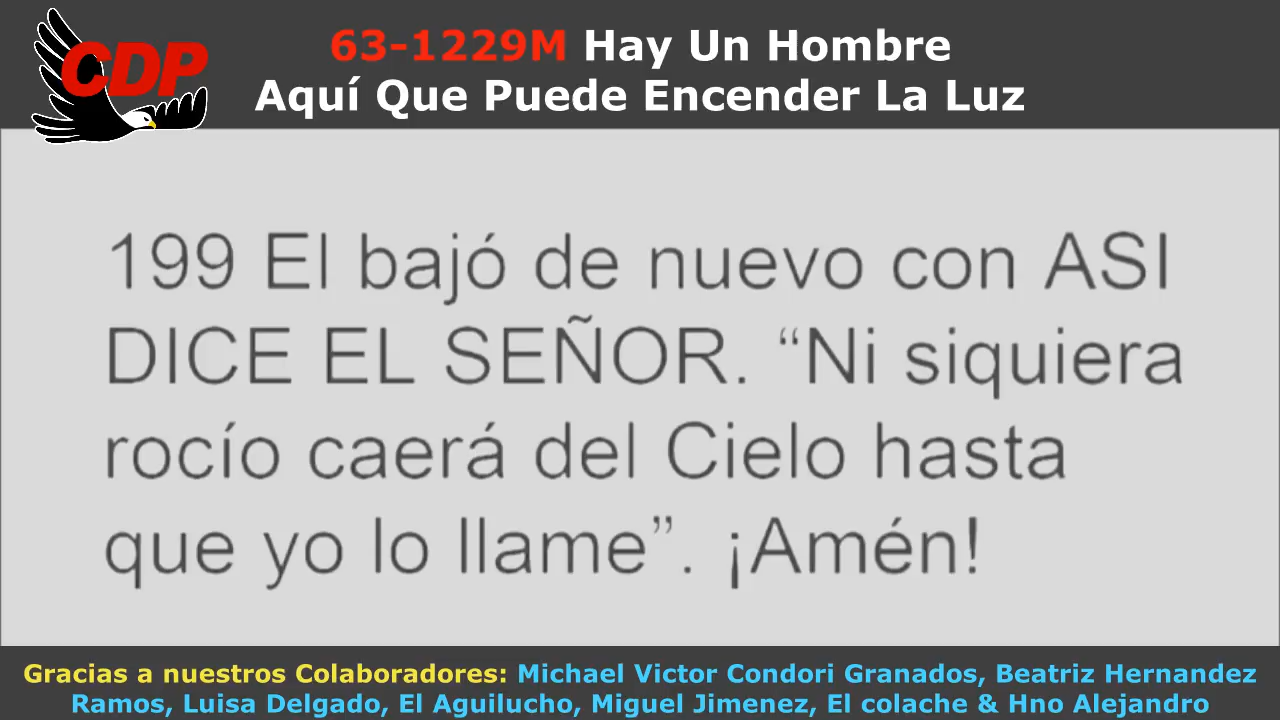 CDP
63-1229M Hay Un Hombre
Aquí Que Puede Encender La Luz
199 El bajó de nuevo con ASI
DICE EL SEÑOR. “Ni siquiera
rocío caerá del Cielo hasta
que yo lo llame”. ¡Amén!
Gracias a nuestros Colaboradores: Michael Victor Condori Granados, Beatriz Hernandez
Ramos, Luisa Delgado, El Aguilucho, Miguel Jimenez, El colache & Hno Alejandro